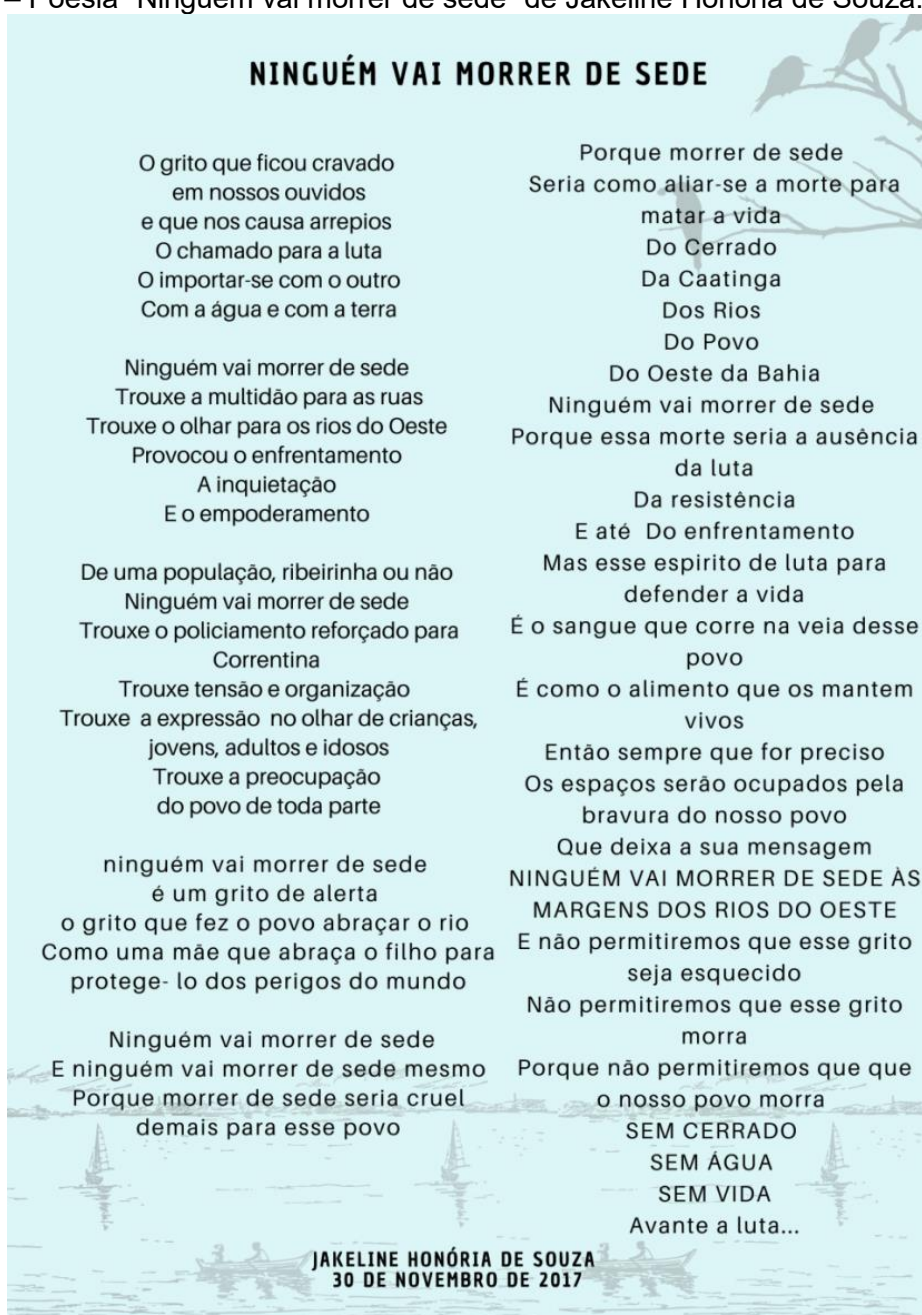 – Poesia "Ninguém vai morrer de sede" de Jakeline Honória de Souza.
NINGUÉM VAI MORRER DE SEDE
O grito que ficou cravado
em nossos ouvidos
e que nos causa arrepios
O chamado para a luta
O importar-se com o outro
Com a água e com a terra
Ninguém vai morrer de sede
Trouxe a multidão para as ruas
Trouxe o olhar para os rios do Oeste
Provocou o enfrentamento
A inquietação
E o empoderamento
De uma população, ribeirinha ou não
Ninguém vai morrer de sede
Trouxe o policiamento reforçado para
Correntina
Trouxe tensão e organização
Trouxe a expressão no olhar de crianças,
jovens, adultos e idosos
Trouxe a preocupação
do povo de toda parte
ninguém vai morrer de sede
é um grito de alerta
o grito que fez o povo abraçar o rio
Como uma mãe que abraça o filho para
protege- lo dos perigos do mundo
Ninguém vai morrer de sede
E ninguém vai morrer de sede mesmo
Porque morrer de sede seria cruel
demais para esse povo
Porque morrer de sede
Seria como aliar-se a morte para
matar a vida
Do Cerrado
Da Caatinga
Dos Rios
Do Povo
Do Oeste da Bahia
Ninguém vai morrer de sede
Porque essa morte seria a ausência
da luta
Da resistência
E até Do enfrentamento
Mas esse espirito de luta para
defender a vida
É o sangue que corre na veia desse
povo
É como o alimento que os mantem
vivos
Então sempre que for preciso
Os espaços serão ocupados pela
bravura do nosso povo
Que deixa a sua mensagem
NINGUÉM VAI MORRER DE SEDE ÀS
MARGENS DOS RIOS DO OESTE
E não permitiremos que esse grito
seja esquecido
Não permitiremos que esse grito
morra
Porque não permitiremos que que
o nosso povo morra
SEM CERRADO
SEM ÁGUA
SEM VIDA
Avante a luta...
JAKELINE HONÓRIA DE SOUZA
30 DE NOVEMBRO DE 2017